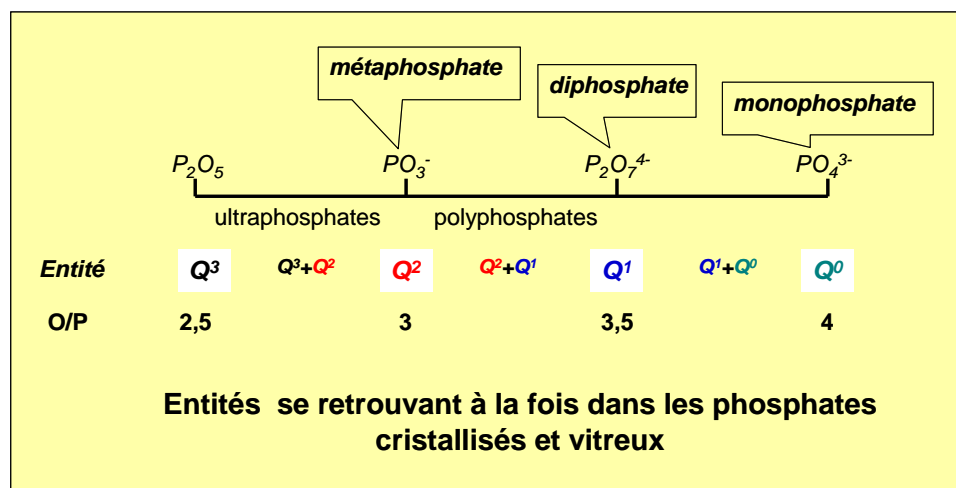 métaphosphate
diphosphate
monophosphate
P₂O₅ PO₃⁻ P₂O₇⁴⁻ PO₄³⁻
ultraphosphates polyphosphates
Entité Q³ Q³+Q² Q² Q²+Q¹ Q¹ Q¹+Q⁰ Q⁰
O/P 2,5 3 3,5 4
Entités se retrouvant à la fois dans les phosphates
cristallisés et vitreux